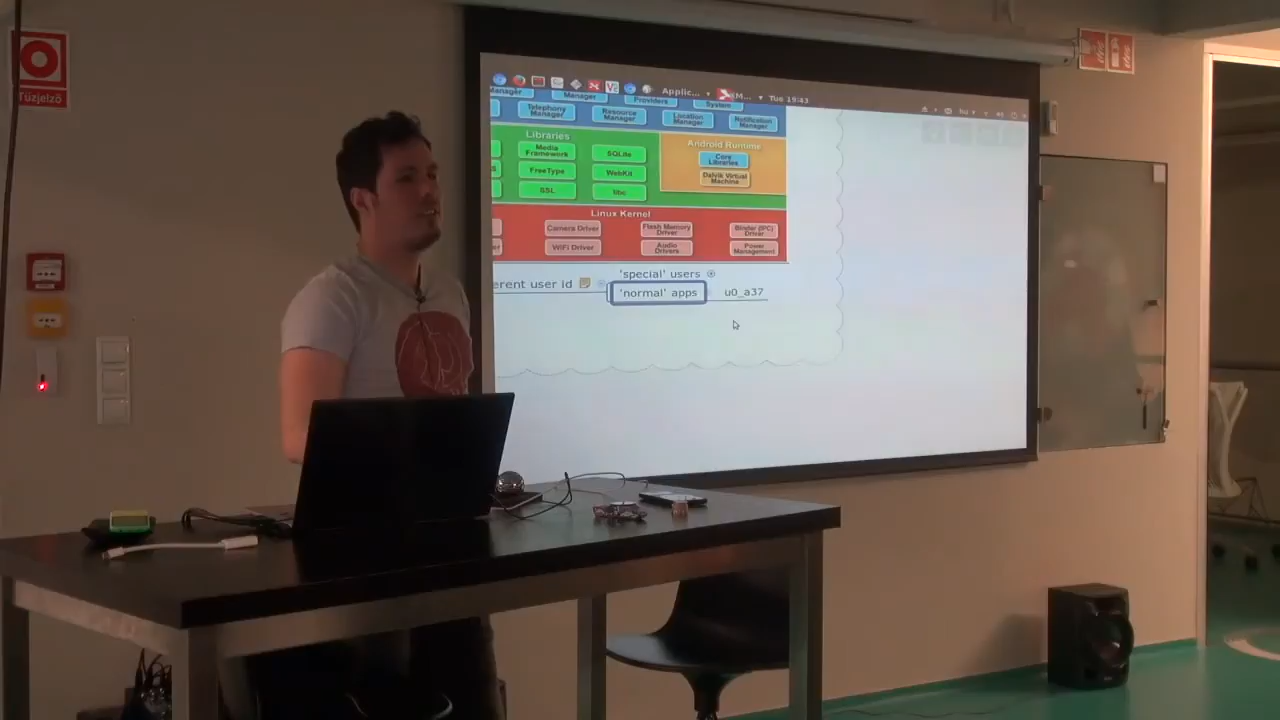 Tűzjelző
Applic...
Tue 19:43
Manager
Manager
Providers
System
Telephony Manager
Resource Manager
Location Manager
Notification Manager
Libraries
Android Runtime
Media Framework
SQLite
Core Libraries
FreeType
WebKit
Dalvik Virtual Machine
SSL
libc
Linux Kernel
Camera Driver
Flash Memory Driver
Binder (IPC) Driver
WiFi Driver
Audio Drivers
Power Management
'special' users
erent user id
'normal' apps
u0_a37